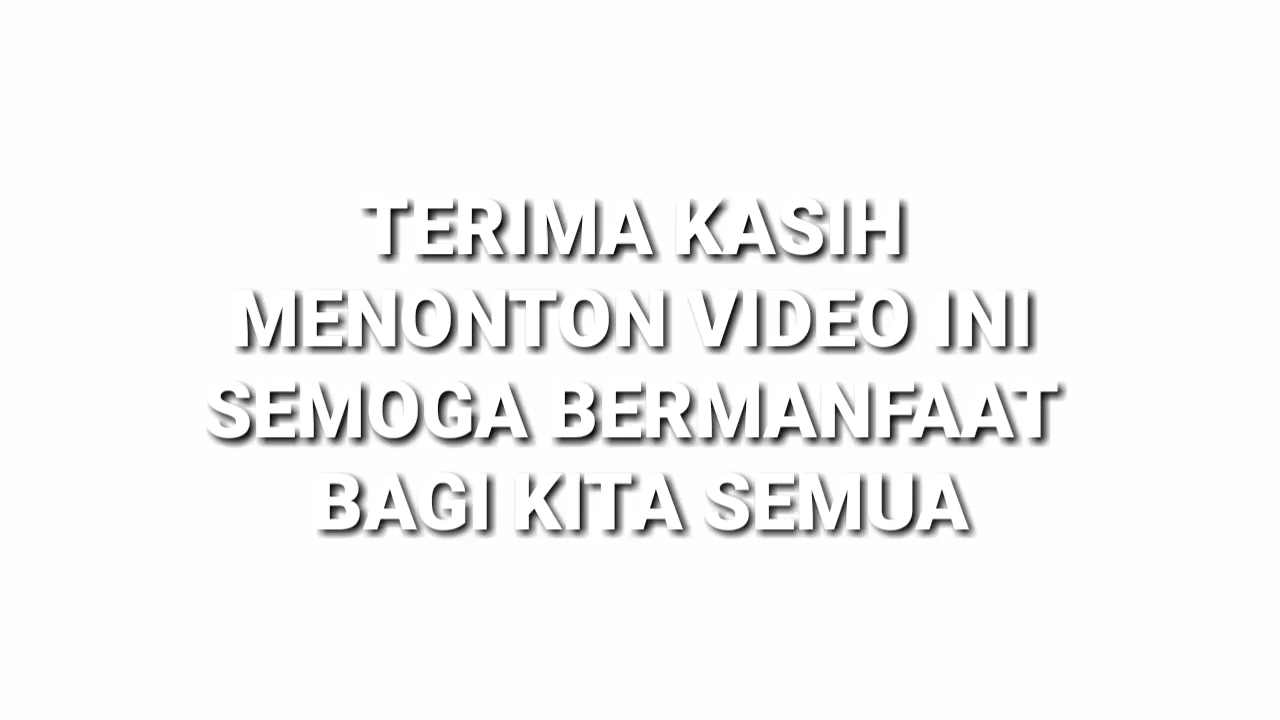 TERIMA KASIH
MENONTON VIDEO INI
SEMOGA BERMANFAAT
BAGI KITA SEMUA